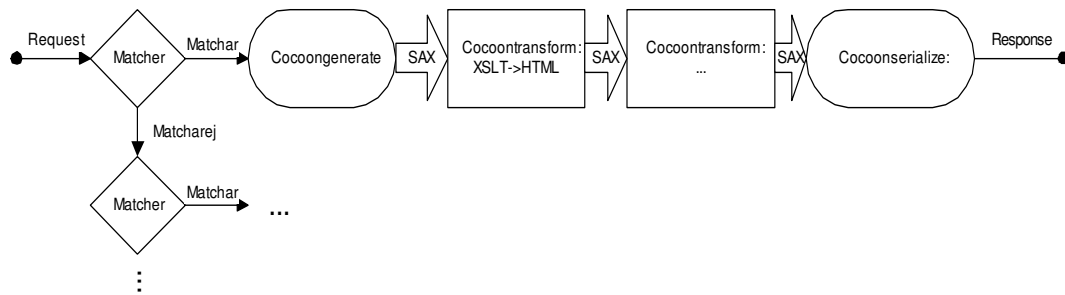 Request
Matcher
Matchar
Cocoongenerate
SAX
Cocoontransform:
XSLT->HTML
SAX
Cocoontransform:
...
SAX
Cocoonserialize:
Response
Matcharej
Matcher
Matchar
...
...